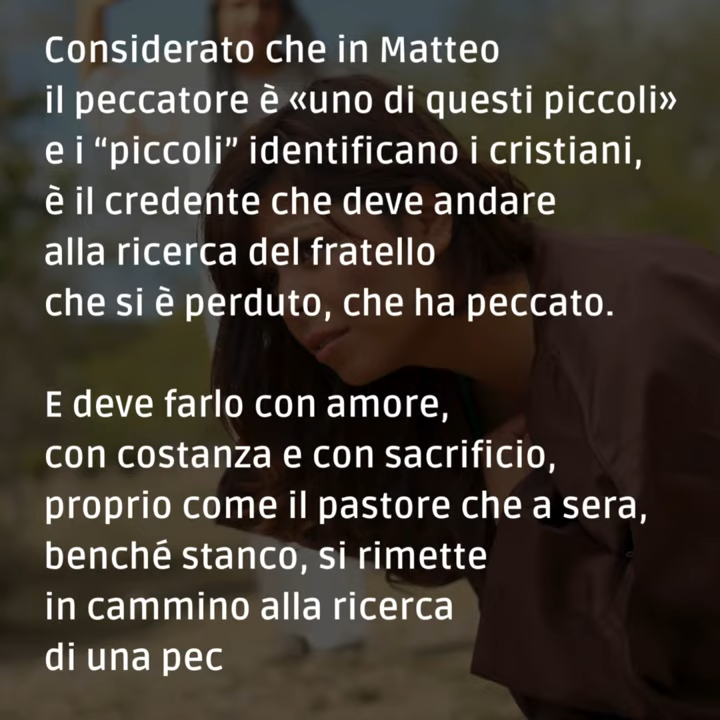 Considerato che in Matteo
il peccatore è «uno di questi piccoli»
e i “piccoli” identificano i cristiani,
è il credente che deve andare
alla ricerca del fratello
che si è perduto, che ha peccato.
E deve farlo con amore,
con costanza e con sacrificio,
proprio come il pastore che a sera,
benché stanco, si rimette
in cammino alla ricerca
di una pec